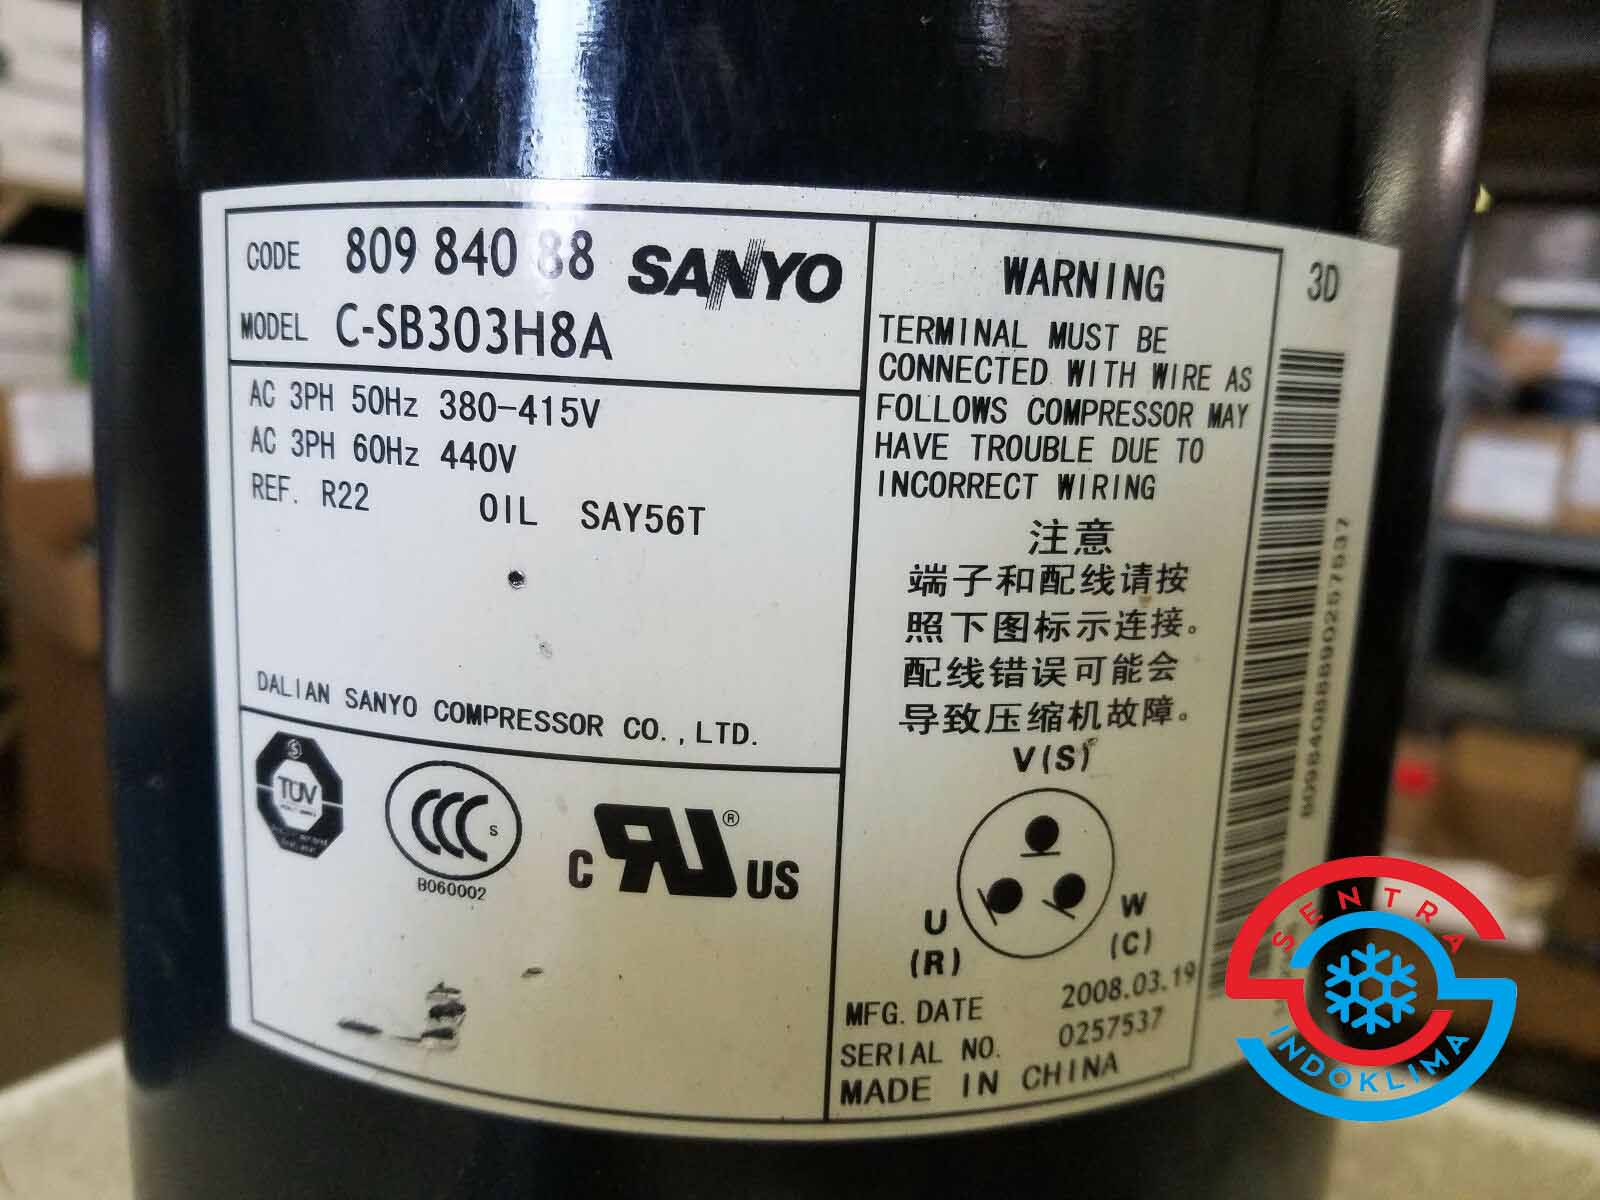 CODE 809 840 88 SANYO
MODEL C-SB303H8A
AC 3PH 50Hz 380-415V
AC 3PH 60Hz 440V
REF. R22 OIL SAY56T
DALIAN SANYO COMPRESSOR CO.,LTD.
S
TÜV
CCC S
B060002
C RU ® US
WARNING
TERMINAL MUST BE
CONNECTED WITH WIRE AS
FOLLOWS COMPRESSOR MAY
HAVE TROUBLE DUE TO
INCORRECT WIRING
注意
端子和配线请按
照下图标示连接。
配线错误可能会
导致压缩机故障。
V(S)
U
(R)
W
(C)
MFG. DATE 2008.03.19
SERIAL NO. 0257537
MADE IN CHINA
3D
80984088890257537
SENTRA
INDOKLIMA